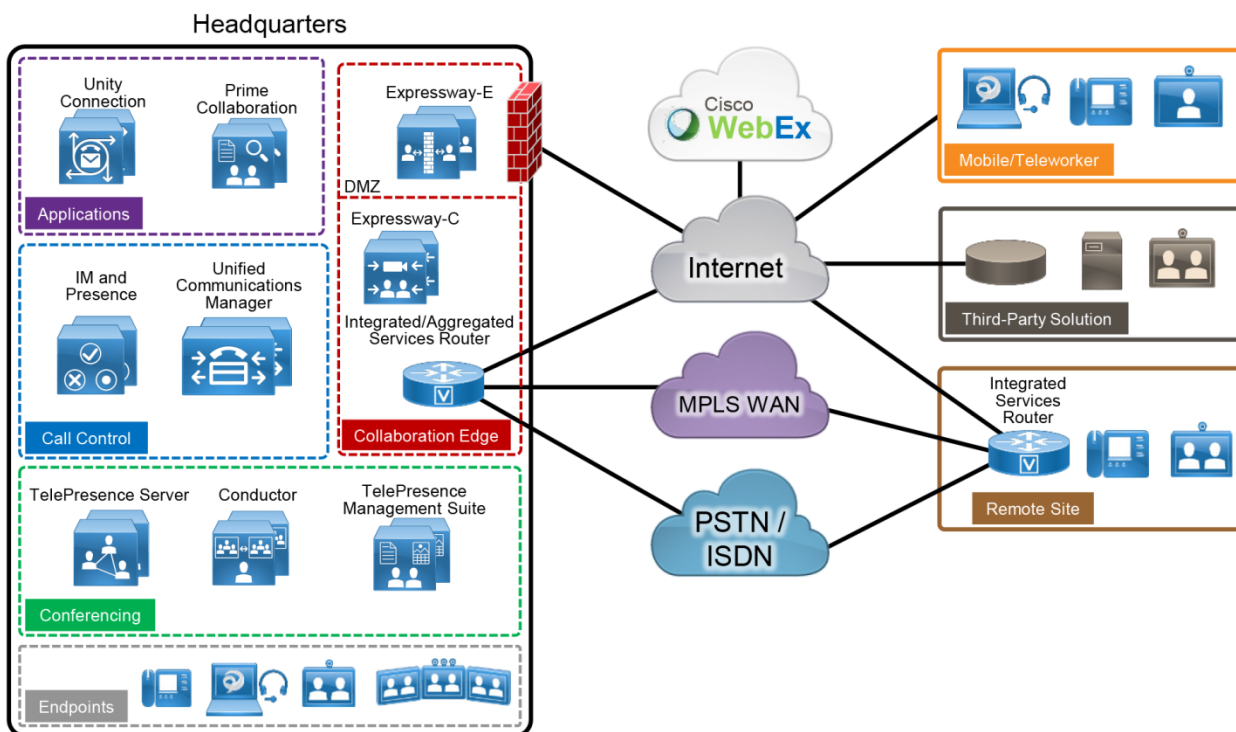 Headquarters
Unity
Connection
Prime
Collaboration
Applications
Expressway-E
DMZ
Expressway-C
Integrated/Aggregated
Services Router
V
Collaboration Edge
IM and
Presence
Unified
Communications
Manager
Call Control
TelePresence Server
Conductor
TelePresence
Management Suite
Conferencing
Endpoints
Cisco
WebEx
Internet
MPLS WAN
PSTN /
ISDN
Mobile/Teleworker
Third-Party Solution
Integrated
Services
Router
V
Remote Site